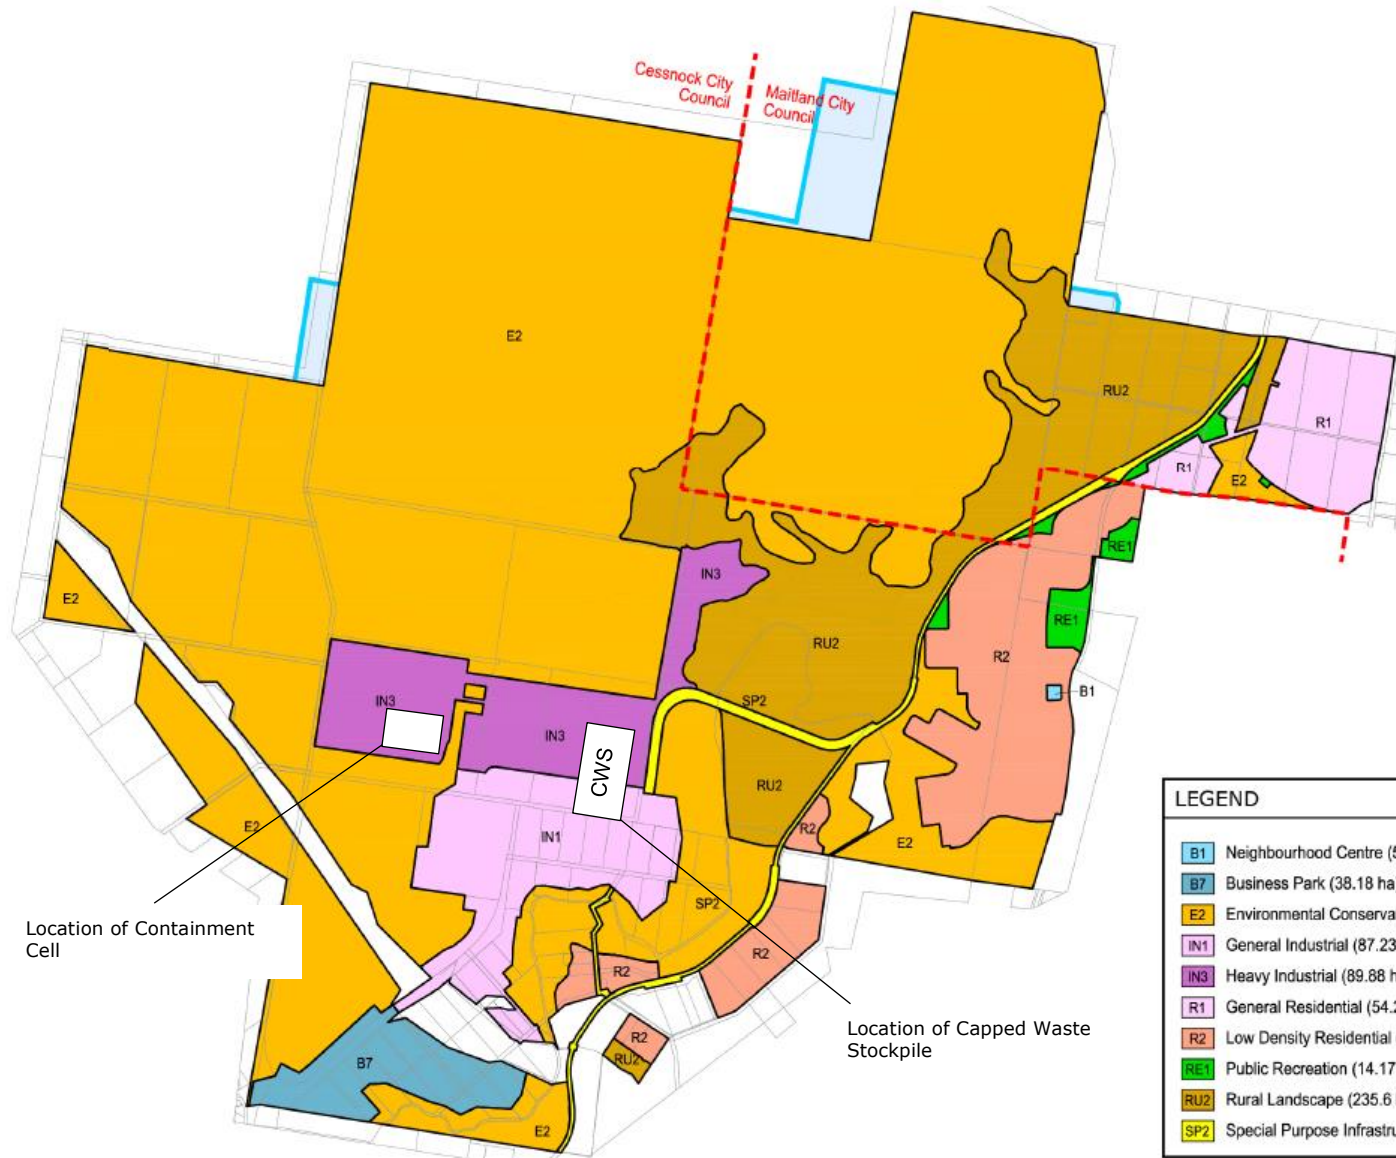 Cessnock City
Council
Maitland City
Council
E2
RU2
R1
R1
E2
RE1
IN3
E2
RE1
RU2
R2
B1
IN3
SP2
IN3
CWS
RU2
R2
E2
E2
IN1
SP2
Location of Containment
Cell
R2
R2
Location of Capped Waste
Stockpile
R2
RU2
B7
E2
LEGEND
B1 Neighbourhood Centre (5
B7 Business Park (38.18 ha
E2 Environmental Conserva
IN1 General Industrial (87.23
IN3 Heavy Industrial (89.88 h
R1 General Residential (54.2
R2 Low Density Residential
RE1 Public Recreation (14.17
RU2 Rural Landscape (235.6
SP2 Special Purpose Infrastru